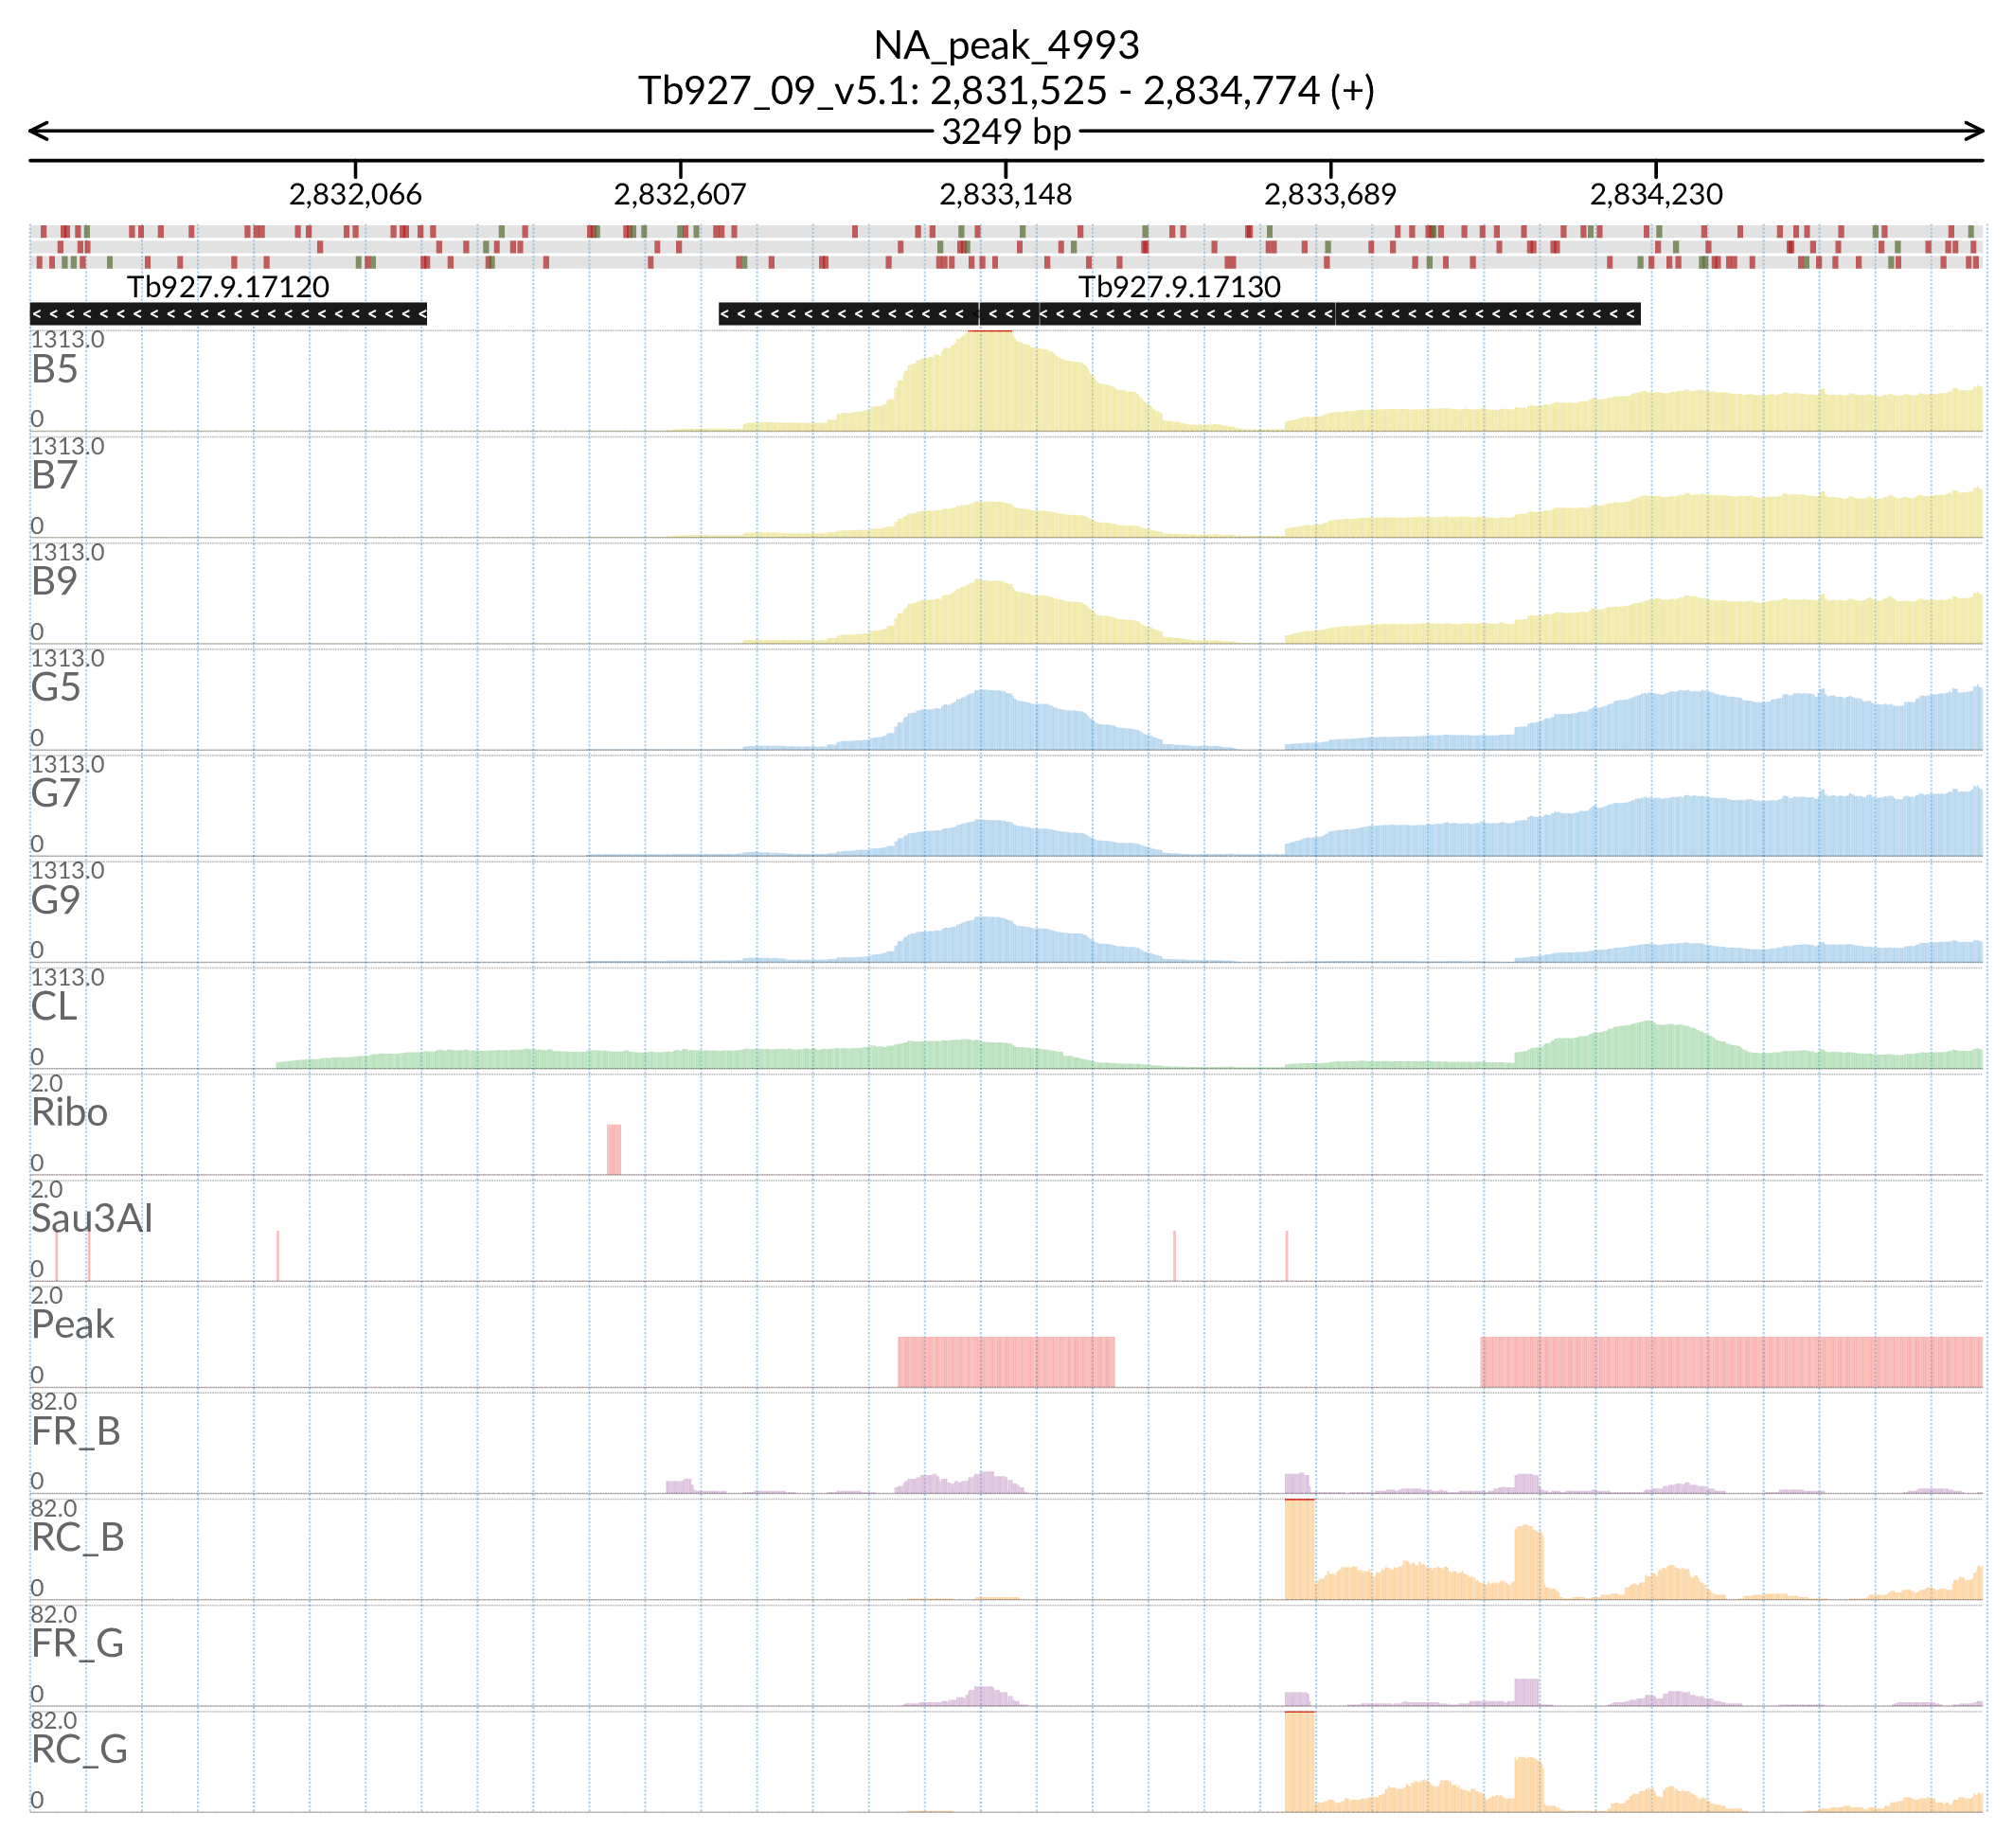 NA_peak_4993
Tb927_09_v5.1: 2,831,525 - 2,834,774 (+)
3249 bp
2,832,066 2,832,607 2,833,148 2,833,689 2,834,230
Tb927.9.17120 Tb927.9.17130
1313.0
B5
0
1313.0
B7
0
1313.0
B9
0
1313.0
G5
0
1313.0
G7
0
1313.0
G9
0
1313.0
CL
0
2.0
Ribo
0
2.0
Sau3AI
0
2.0
Peak
0
82.0
FR_B
0
82.0
RC_B
0
82.0
FR_G
0
82.0
RC_G
0